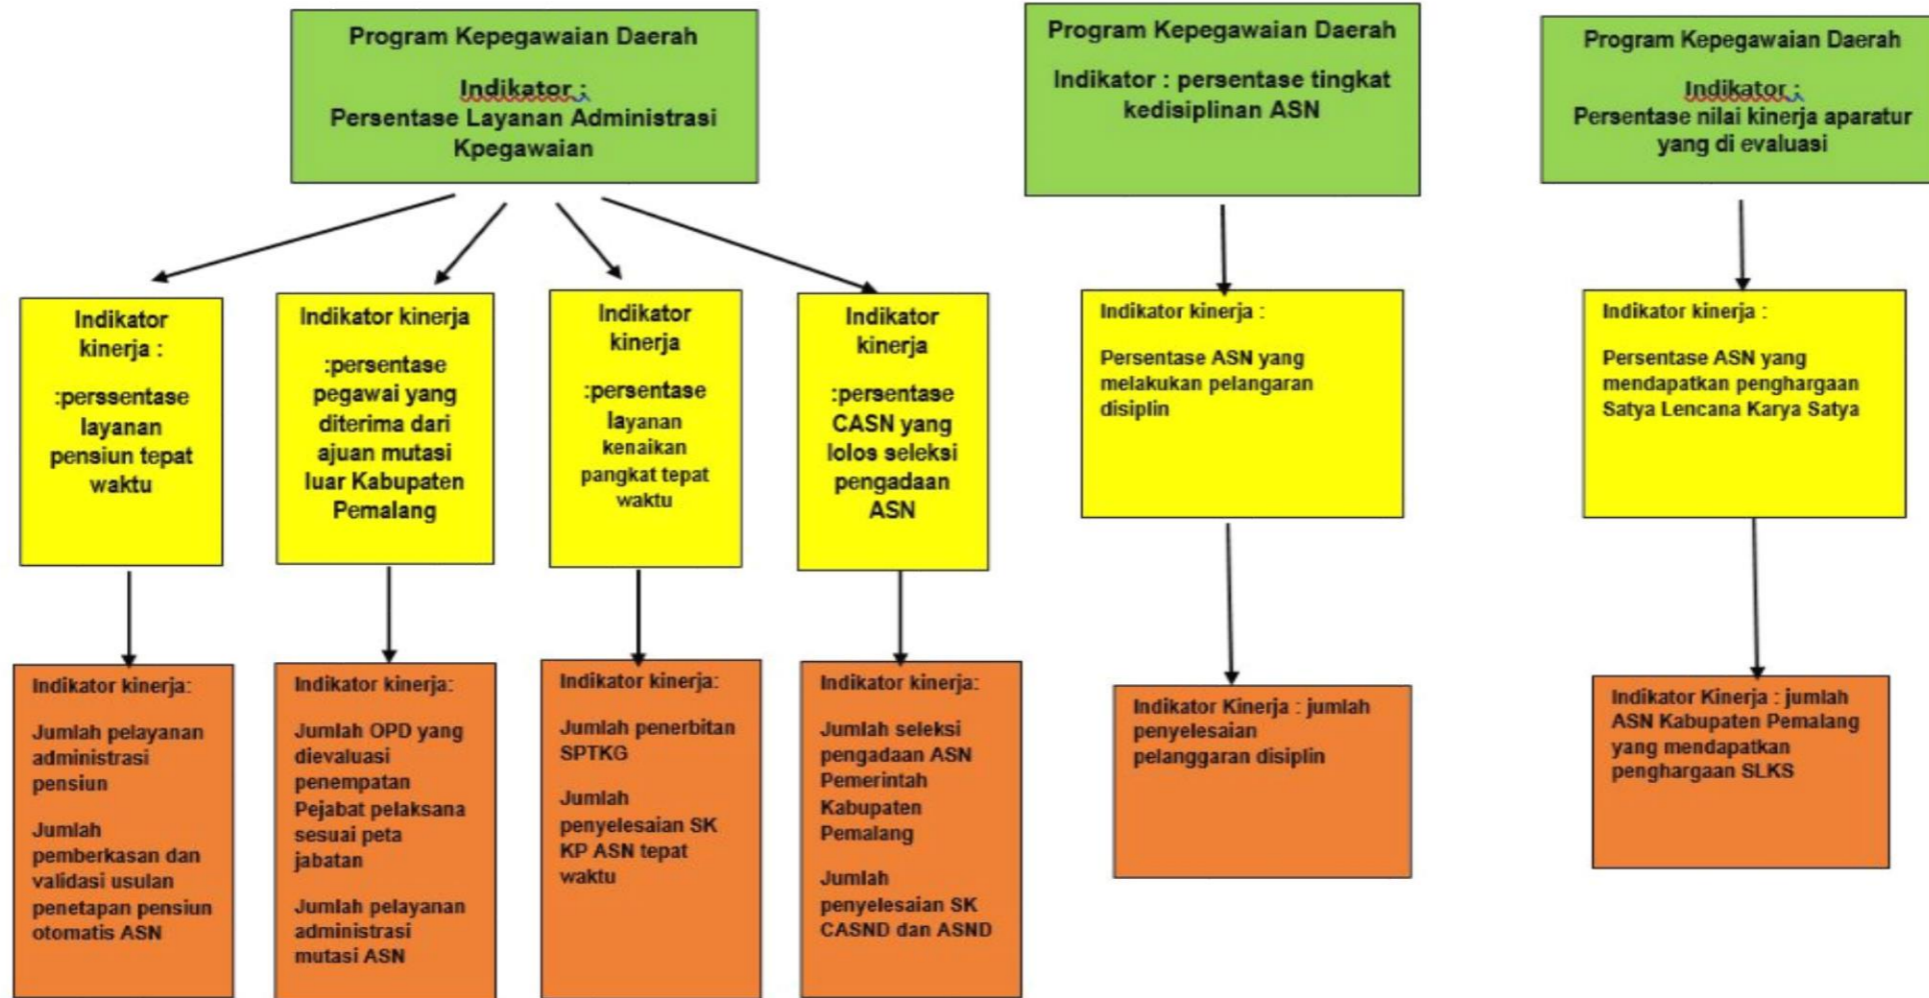 Program Kepegawaian Daerah
Indikator :
Persentase Layanan Administrasi
Kpegawaian
Program Kepegawaian Daerah
Indikator : persentase tingkat
kedisiplinan ASN
Program Kepegawaian Daerah
Indikator :
Persentase nilai kinerja aparatur
yang di evaluasi
Indikator
kinerja :
:perssentase
layanan
pensiun tepat
waktu
Indikator kinerja
:persentase
pegawai yang
diterima dari
ajuan mutasi
luar Kabupaten
Pemalang
Indikator
kinerja
:persentase
layanan
kenaikan
pangkat tepat
waktu
Indikator
kinerja
:persentase
CASN yang
lolos seleksi
pengadaan
ASN
Indikator kinerja :
Persentase ASN yang
melakukan pelangaran
disiplin
Indikator kinerja :
Persentase ASN yang
mendapatkan penghargaan
Satya Lencana Karya Satya
Indikator kinerja:
Jumlah pelayanan
administrasi
pensiun
Jumlah
pemberkasan dan
validasi usulan
penetapan pensiun
otomatis ASN
Indikator kinerja:
Jumlah OPD yang
dievaluasi
penempatan
Pejabat pelaksana
sesuai peta
jabatan
Jumlah pelayanan
administrasi
mutasi ASN
Indikator kinerja:
Jumlah penerbitan
SPTKG
Jumlah
penyelesaian SK
KP ASN tepat
waktu
Indikator kinerja:
Jumlah seleksi
pengadaan ASN
Pemerintah
Kabupaten
Pemalang
Jumlah
penyelesaian SK
CASND dan ASND
Indikator Kinerja : jumlah
penyelesaian
pelanggaran disiplin
Indikator Kinerja : jumlah
ASN Kabupaten Pemalang
yang mendapatkan
penghargaan SLKS